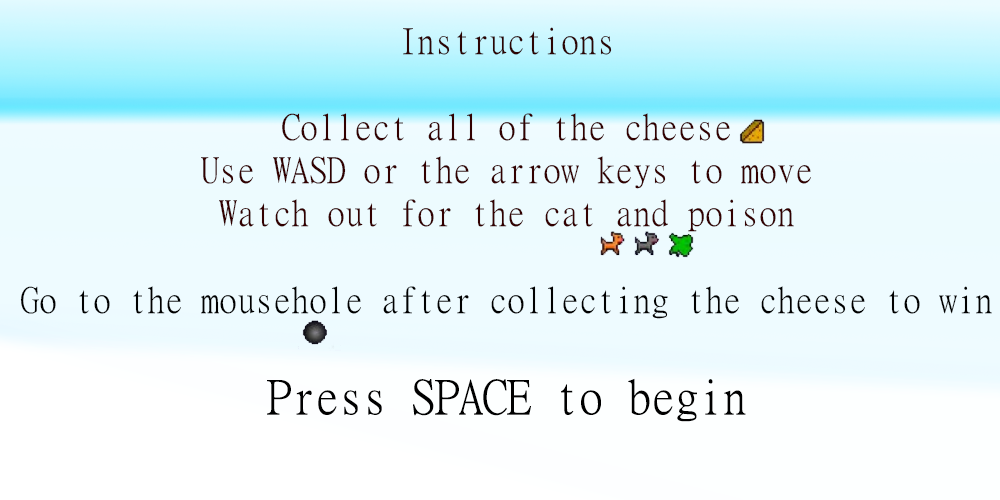 Instructions
Collect all of the cheese
Use WASD or the arrow keys to move
Watch out for the cat and poison
Go to the mousehole after collecting the cheese to win
Press SPACE to begin